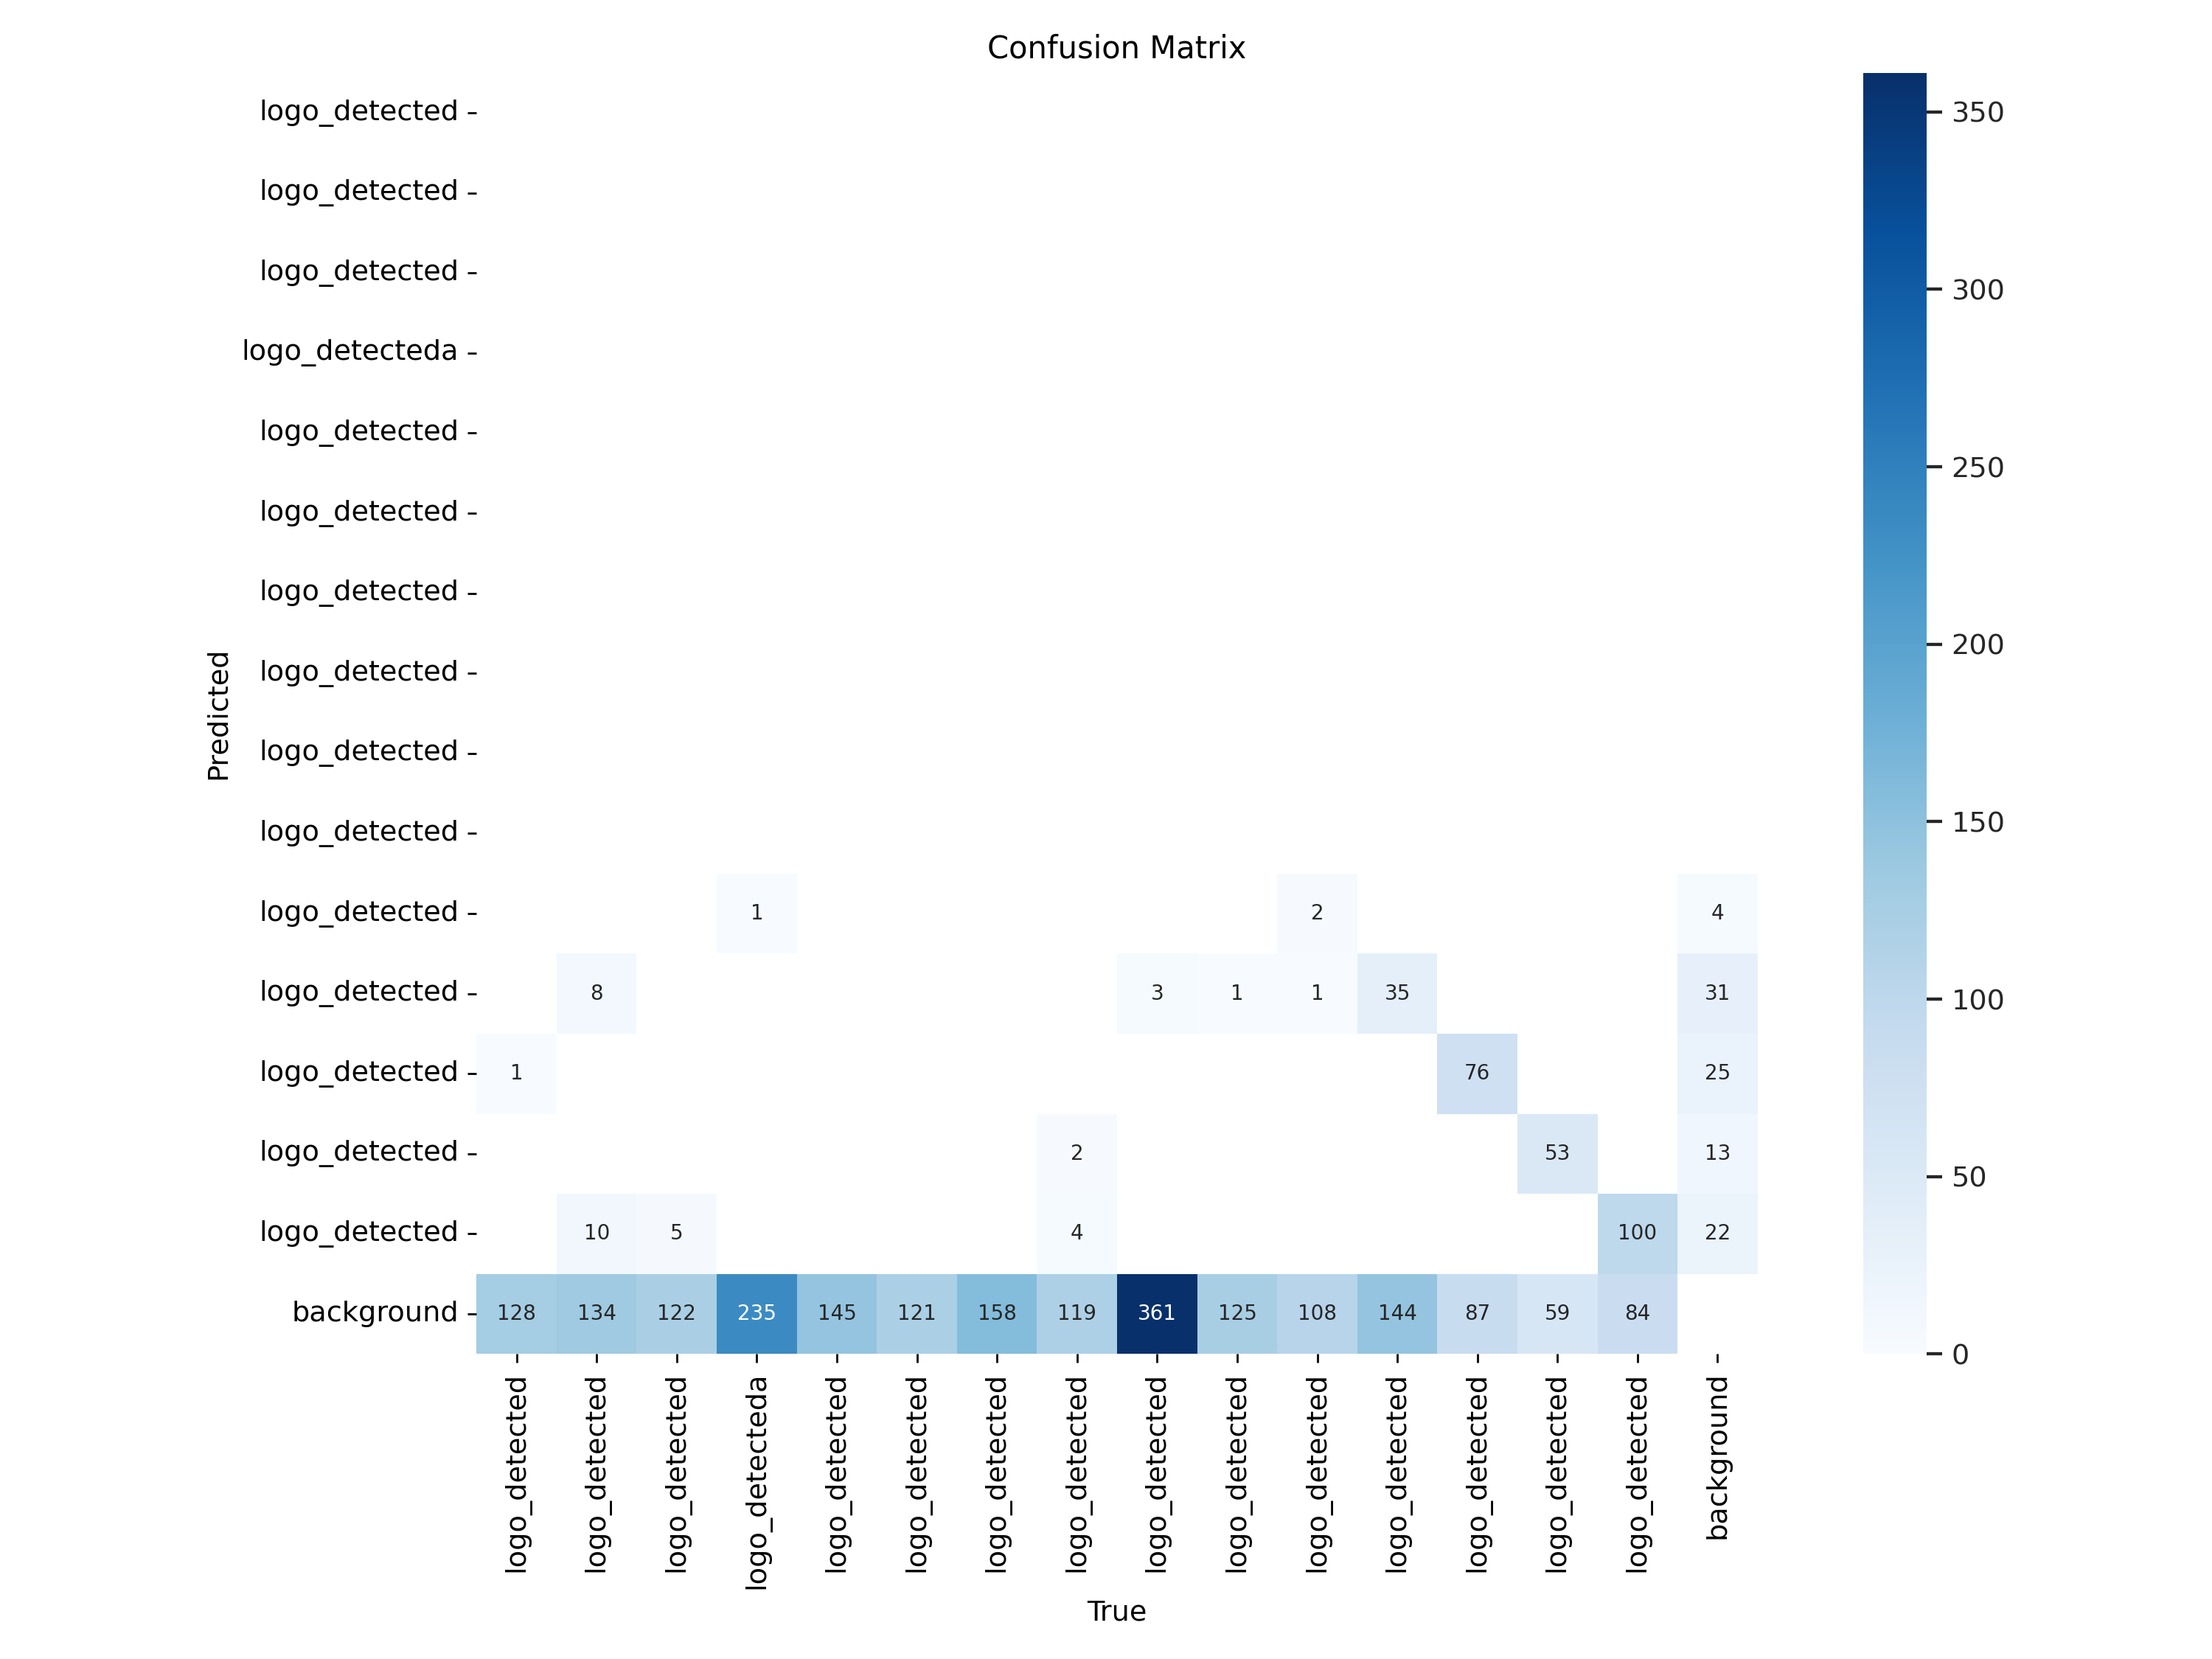 Confusion Matrix
logo_detected
logo_detected
logo_detected
logo_detecteda
logo_detected
logo_detected
logo_detected
logo_detected
logo_detected
logo_detected
logo_detected 1 2 4
logo_detected 8 3 1 1 35 31
logo_detected 1 76 25
logo_detected 2 53 13
logo_detected 10 5 4 100 22
background 128 134 122 235 145 121 158 119 361 125 108 144 87 59 84
Predicted
logo_detected
logo_detected
logo_detected
logo_detecteda
logo_detected
logo_detected
logo_detected
logo_detected
logo_detected
logo_detected
logo_detected
logo_detected
logo_detected
logo_detected
logo_detected
background
True
350
300
250
200
150
100
50
0